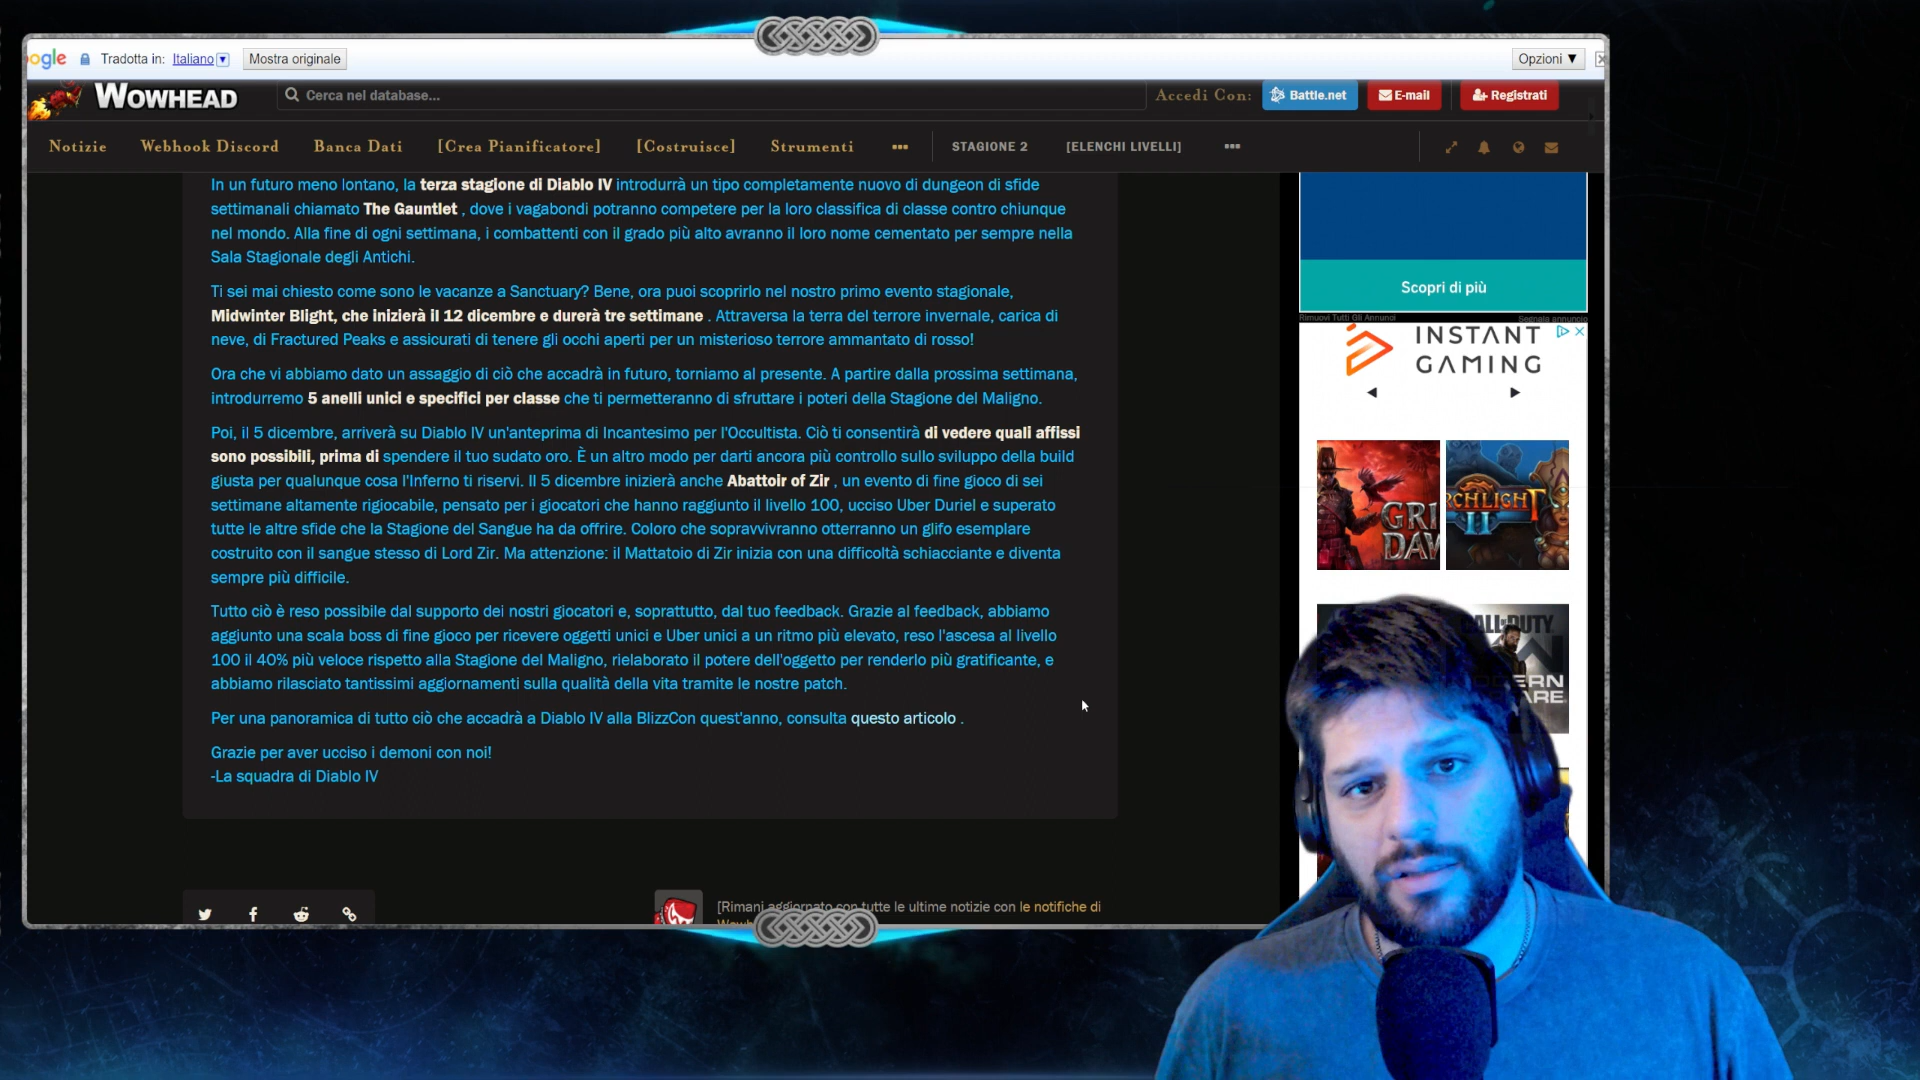 ogle Tradotta in: Italiano Mostra originale Opzioni ▼
WOWHEAD Cerca nel database... Accedi Con: Battle.net E-mail Registrati
Notizie Webhook Discord Banca Dati [Crea Pianificatore] [Costruisce] Strumenti ••• STAGIONE 2 [ELENCHI LIVELLI] •••
In un futuro meno lontano, la terza stagione di Diablo IV introdurrà un tipo completamente nuovo di dungeon di sfide
settimanali chiamato The Gauntlet , dove i vagabondi potranno competere per la loro classifica di classe contro chiunque
nel mondo. Alla fine di ogni settimana, i combattenti con il grado più alto avranno il loro nome cementato per sempre nella
Sala Stagionale degli Antichi.
Ti sei mai chiesto come sono le vacanze a Sanctuary? Bene, ora puoi scoprirlo nel nostro primo evento stagionale,
Midwinter Blight, che inizierà il 12 dicembre e durerà tre settimane . Attraversa la terra del terrore invernale, carica di
neve, di Fractured Peaks e assicurati di tenere gli occhi aperti per un misterioso terrore ammantato di rosso!
Ora che vi abbiamo dato un assaggio di ciò che accadrà in futuro, torniamo al presente. A partire dalla prossima settimana,
introdurremo 5 anelli unici e specifici per classe che ti permetteranno di sfruttare i poteri della Stagione del Maligno.
Poi, il 5 dicembre, arriverà su Diablo IV un'anteprima di Incantesimo per l'Occultista. Ciò ti consentirà di vedere quali affissi
sono possibili, prima di spendere il tuo sudato oro. È un altro modo per darti ancora più controllo sullo sviluppo della build
giusta per qualunque cosa l'Inferno ti riservi. Il 5 dicembre inizierà anche Abattoir of Zir , un evento di fine gioco di sei
settimane altamente rigiocabile, pensato per i giocatori che hanno raggiunto il livello 100, ucciso Uber Duriel e superato
tutte le altre sfide che la Stagione del Sangue ha da offrire. Coloro che sopravvivranno otterranno un glifo esemplare
costruito con il sangue stesso di Lord Zir. Ma attenzione: il Mattatoio di Zir inizia con una difficoltà schiacciante e diventa
sempre più difficile.
Tutto ciò è reso possibile dal supporto dei nostri giocatori e, soprattutto, dal tuo feedback. Grazie al feedback, abbiamo
aggiunto una scala boss di fine gioco per ricevere oggetti unici e Uber unici a un ritmo più elevato, reso l'ascesa al livello
100 il 40% più veloce rispetto alla Stagione del Maligno, rielaborato il potere dell'oggetto per renderlo più gratificante, e
abbiamo rilasciato tantissimi aggiornamenti sulla qualità della vita tramite le nostre patch.
Per una panoramica di tutto ciò che accadrà a Diablo IV alla BlizzCon quest'anno, consulta questo articolo .
Grazie per aver ucciso i demoni con noi!
-La squadra di Diablo IV
[Rimani aggiornato con tutte le ultime notizie con le notifiche di
Scopri di più
Rimuovi Tutti Gli Annunci Segnala annuncio
INSTANT
GAMING
GRI
DAW
RCHLIGHT
II
CALL DUTY
ERN
ARE